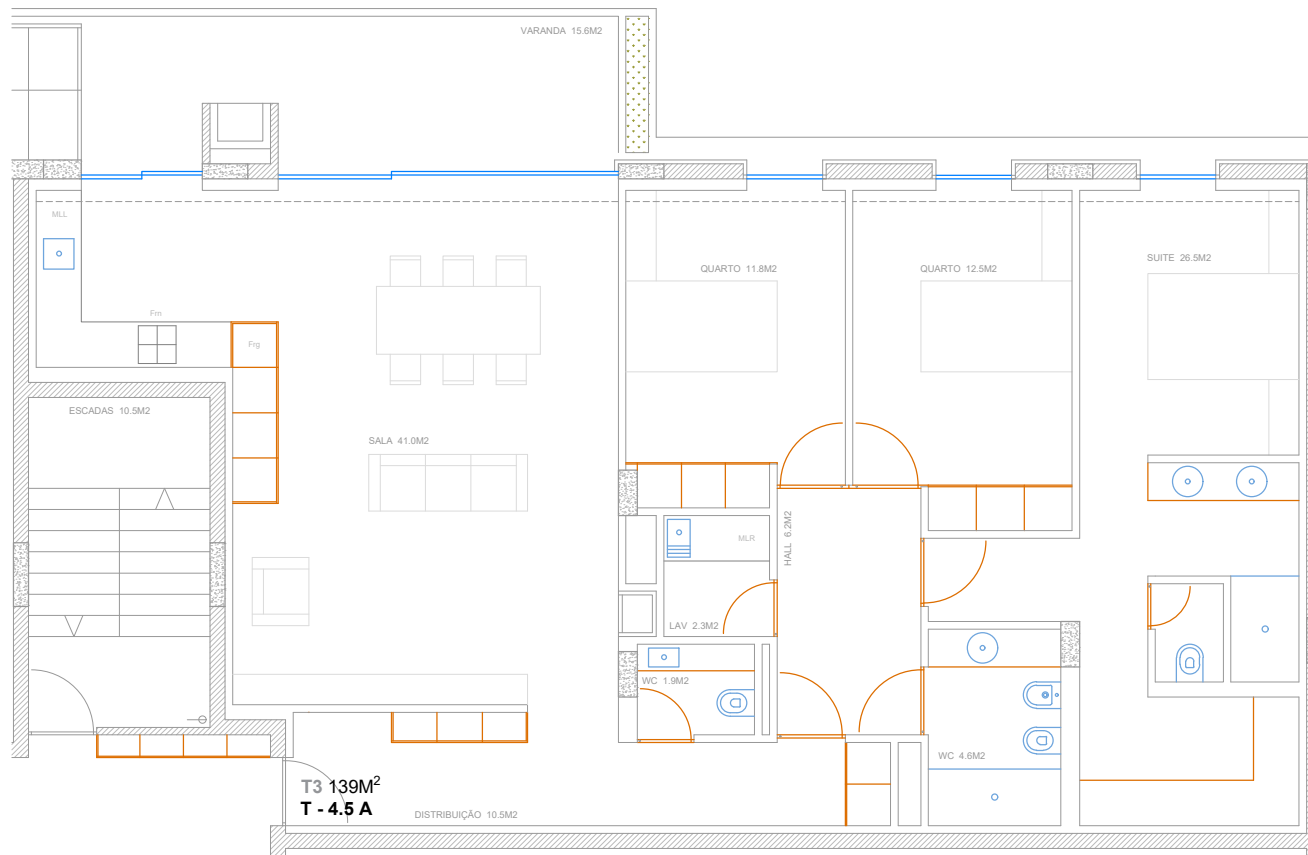 VARANDA 15.6M2
MLL
QUARTO 11.8M2
QUARTO 12.5M2
SUITE 26.5M2
Frn
Frg
ESCADAS 10.5M2
SALA 41.0M2
HALL 6.2M2
MLR
LAV 2.3M2
WC 1.9M2
WC 4.6M2
T3 139M²
T - 4.5 A
DISTRIBUIÇÃO 10.5M2